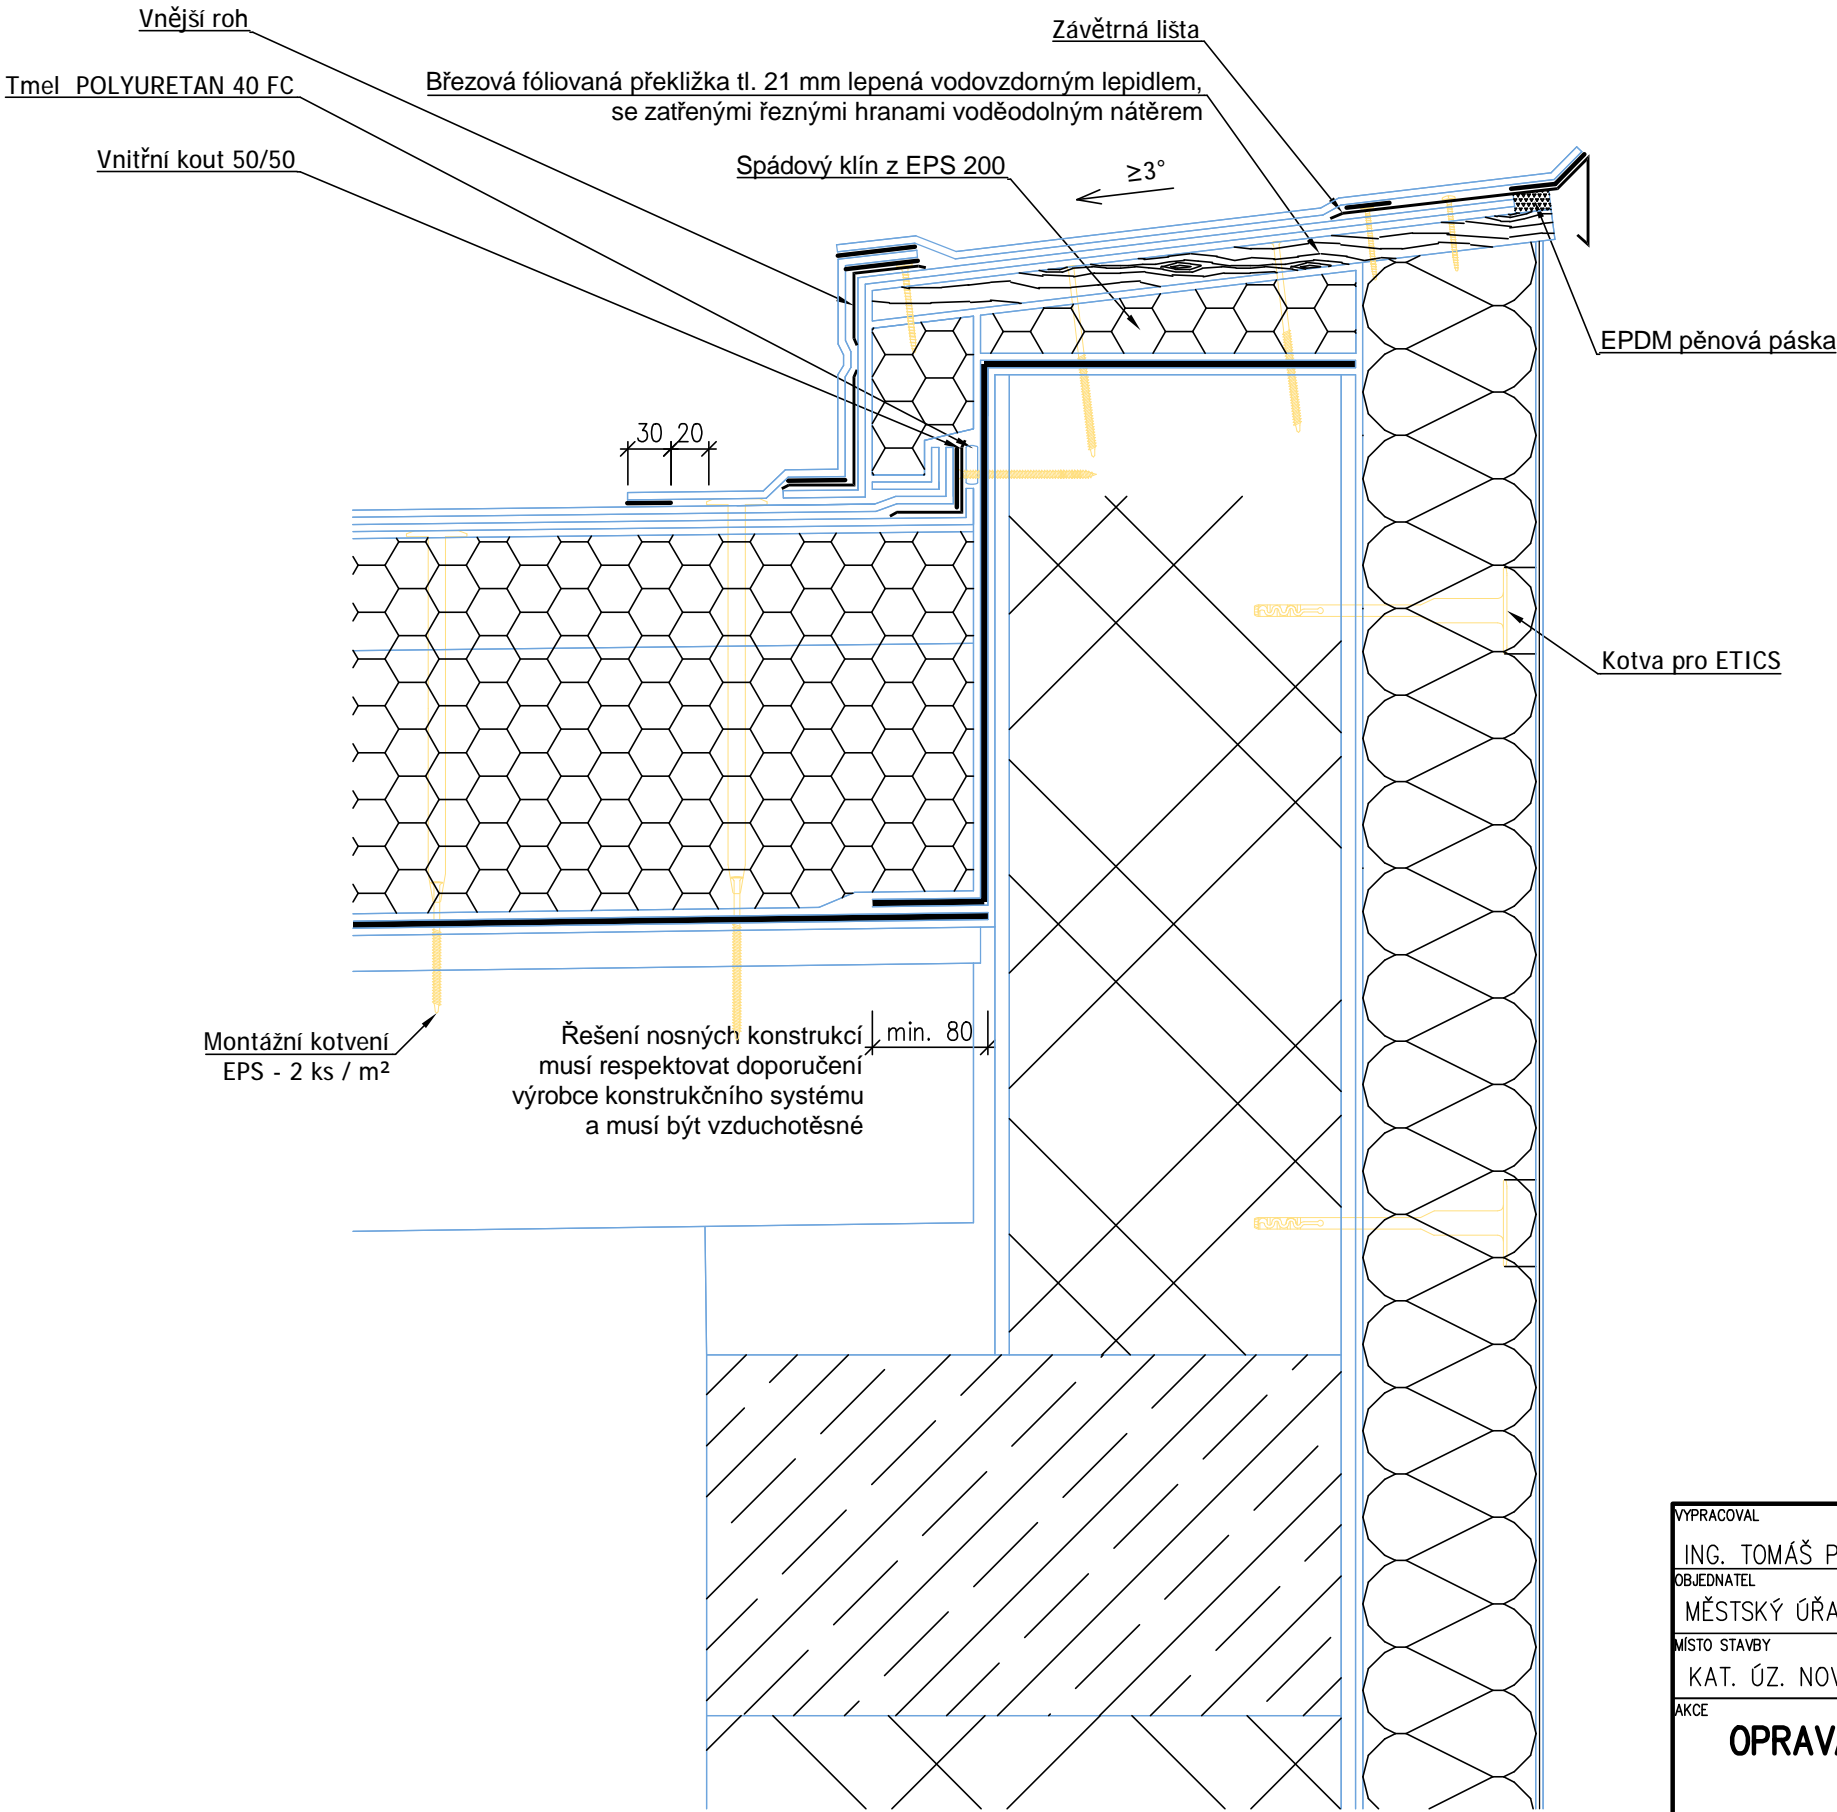 Vnější roh
Závětrná lišta
Tmel POLYURETAN 40 FC
Březová fóliovaná překližka tl. 21 mm lepená vodovzdorným lepidlem,
se zatřenými řeznými hranami voděodolným nátěrem
Vnitřní kout 50/50
Spádový klín z EPS 200
≥3°
EPDM pěnová páska
30 20
Kotva pro ETICS
Montážní kotvení
EPS - 2 ks / m²
Řešení nosných konstrukcí
musí respektovat doporučení
výrobce konstrukčního systému
a musí být vzduchotěsné
min. 80
VYPRACOVAL
ING. TOMÁŠ P
OBJEDNATEL
MĚSTSKÝ ÚŘA
MÍSTO STAVBY
KAT. ÚZ. NOV
AKCE
OPRAVA